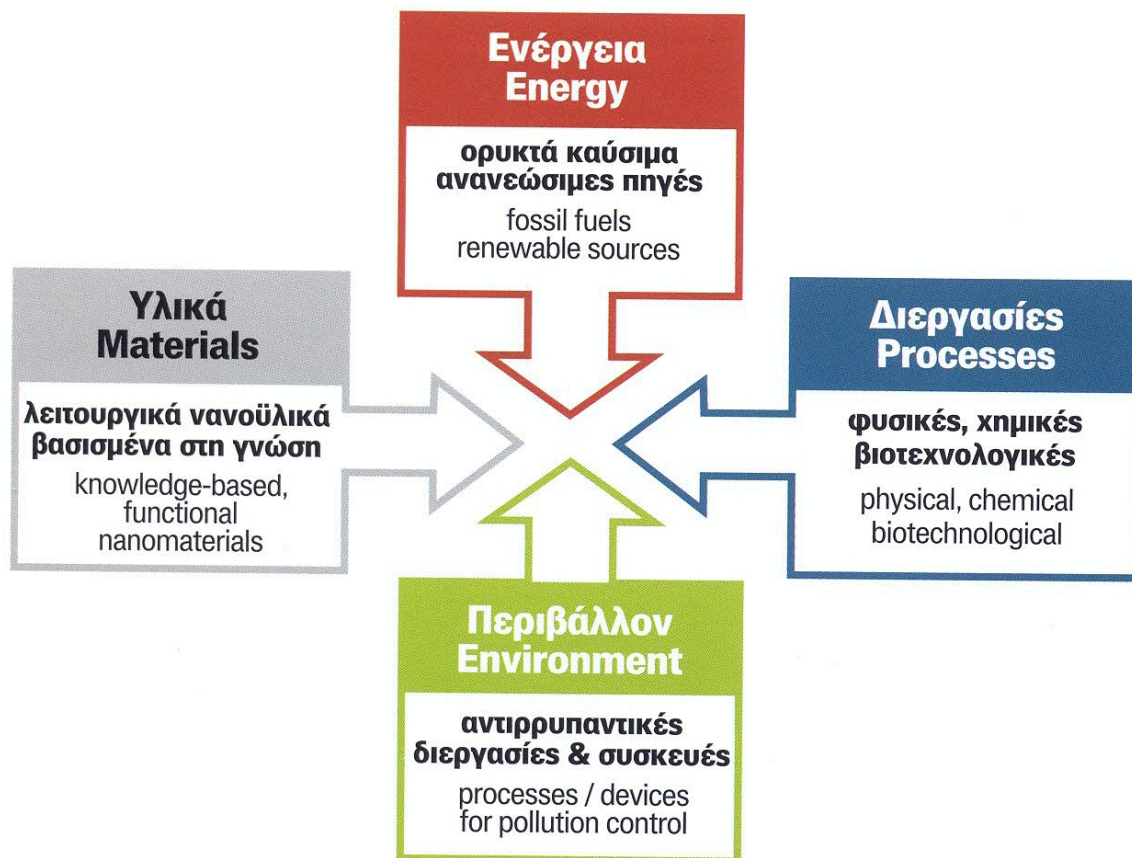 Ενέργεια
Energy
ορυκτά καύσιμα
ανανεώσιμες πηγές
fossil fuels
renewable sources
Υλικά
Materials
λειτουργικά νανοϋλικά
βασισμένα στη γνώση
knowledge-based,
functional
nanomaterials
Διεργασίες
Processes
φυσικές, χημικές
βιοτεχνολογικές
physical, chemical
biotechnological
Περιβάλλον
Environment
αντιρρυπαντικές
διεργασίες & συσκευές
processes / devices
for pollution control